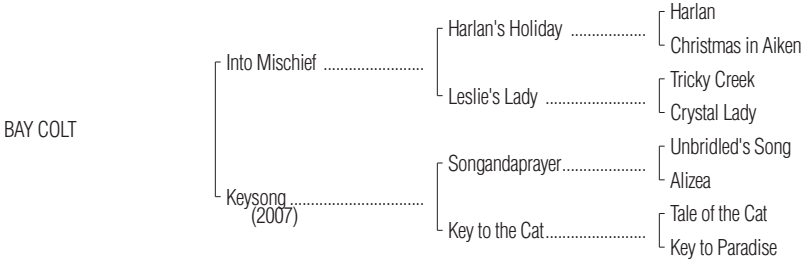 Harlan
Harlan's Holiday ....................
Christmas in Aiken
Into Mischief ...........................
Tricky Creek
Leslie's Lady ...........................
Crystal Lady
BAY COLT
Unbridled's Song
Songandaprayer......................
Alizea
Keysong ....................................
(2007)
Tale of the Cat
Key to the Cat...........................
Key to Paradise